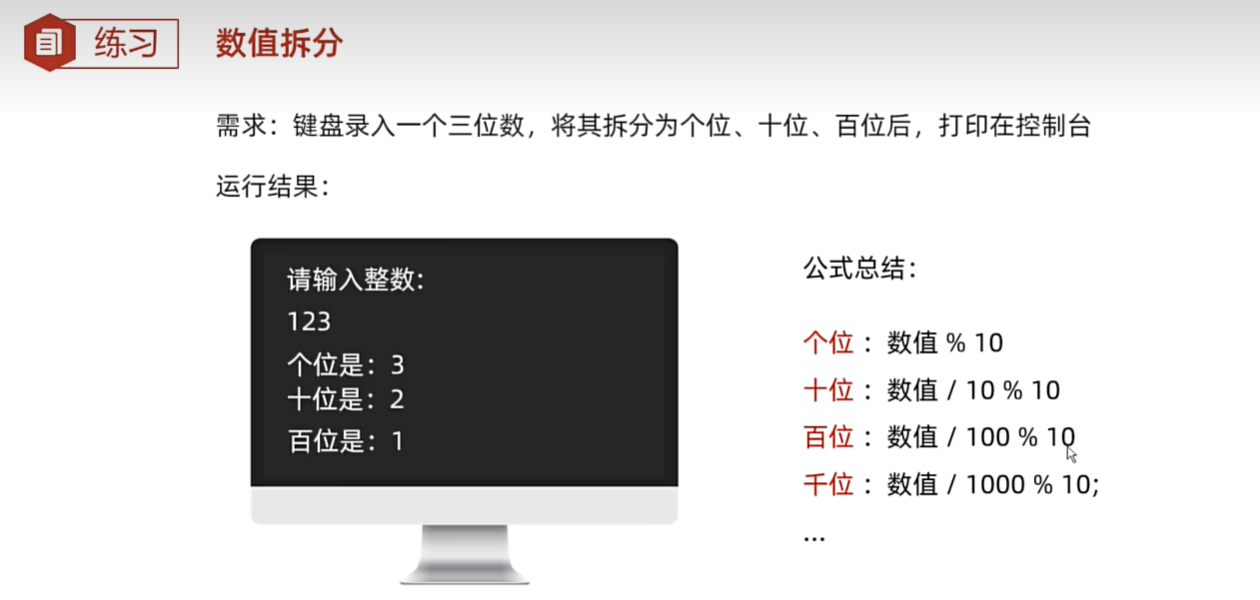 练习
数值拆分
需求：键盘录入一个三位数，将其拆分为个位、十位、百位后，打印在控制台
运行结果：
请输入整数：
123
个位是：3
十位是：2
百位是：1
公式总结：
个位 ：数值 % 10
十位 ：数值 / 10 % 10
百位 ：数值 / 100 % 10
千位 ：数值 / 1000 % 10;
...